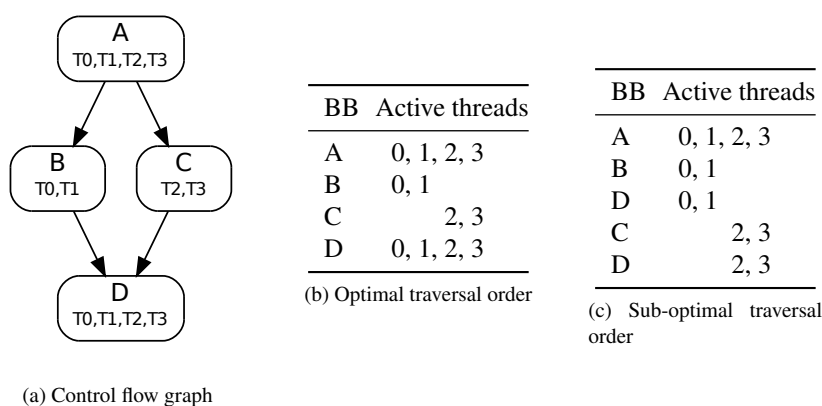 A
T0,T1,T2,T3
B
T0,T1
C
T2,T3
D
T0,T1,T2,T3
(a) Control flow graph
BB Active threads
A 0, 1, 2, 3
B 0, 1
C 2, 3
D 0, 1, 2, 3
(b) Optimal traversal order
BB Active threads
A 0, 1, 2, 3
B 0, 1
D 0, 1
C 2, 3
D 2, 3
(c) Sub-optimal traversal
order